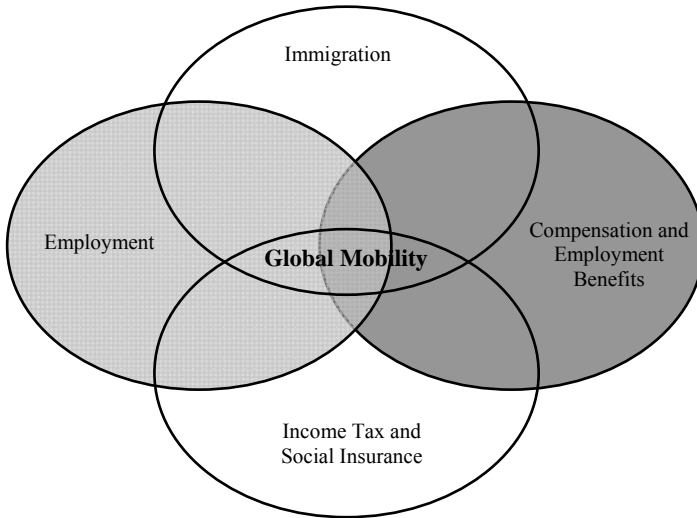 Immigration
Employment
Global Mobility
Compensation and
Employment
Benefits
Income Tax and
Social Insurance